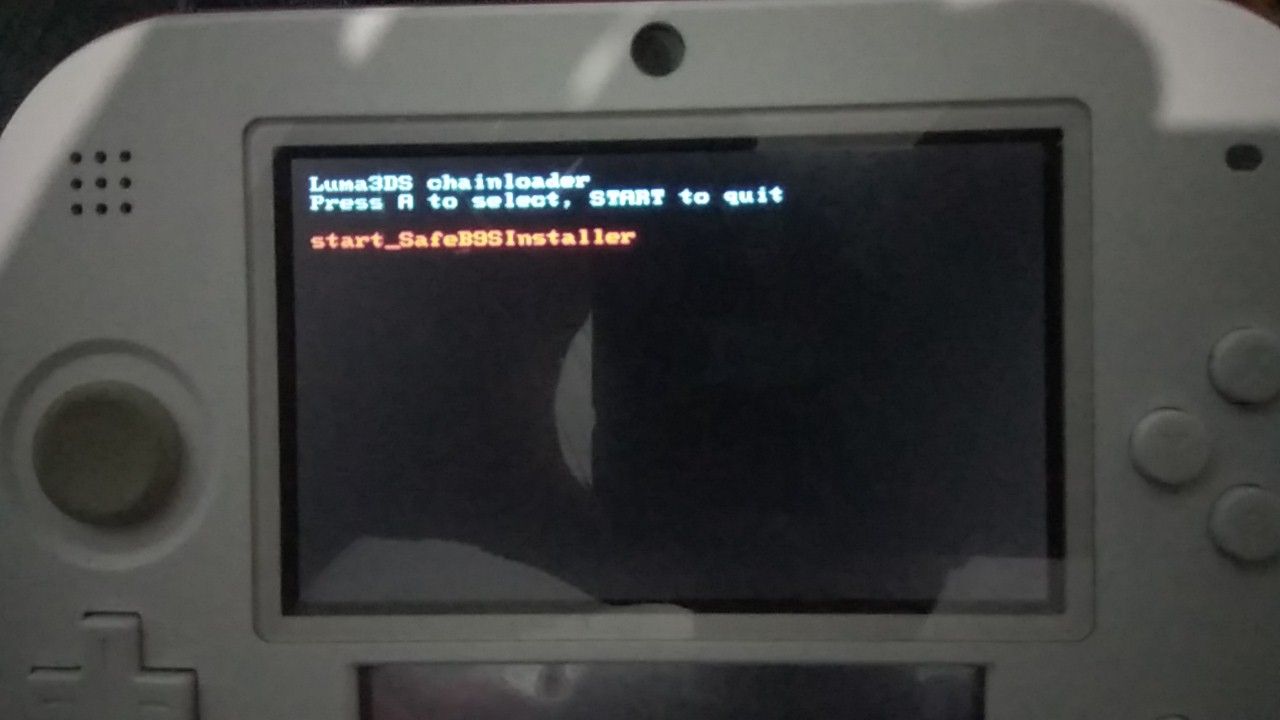 Luma3DS chainloader
Press A to select, START to quit
start_SafeB9SInstaller